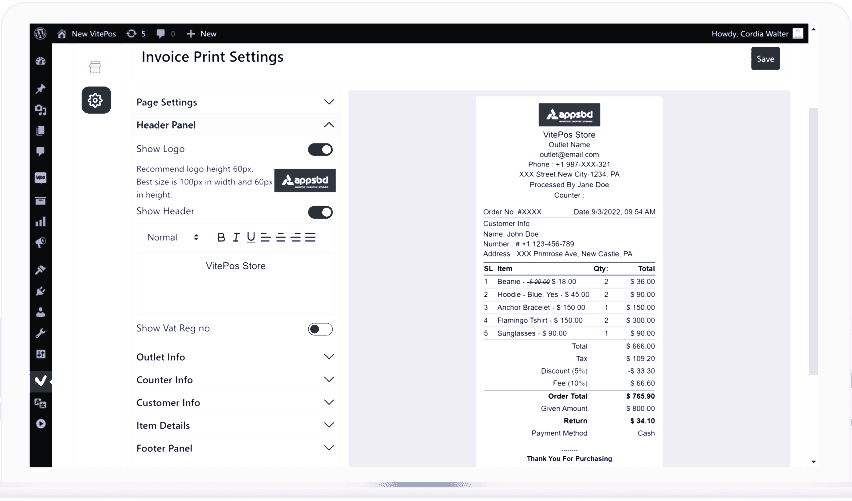 New VitePos 5 0 New Howdy, Cordia Walter
Invoice Print Settings
Save
Page Settings
Header Panel
Show Logo
Recommend logo height 60px.
Best size is 100px in width and 60px
in height.
appsbd
Show Header
Normal B I U
VitePos Store
Show Vat Reg no
Outlet Info
Counter Info
Customer Info
Item Details
Footer Panel
appsbd
VitePos Store
Outlet Name
outlet@email.com
Phone : +1 987-XXX-321
XXX Street,New City-1234, PA
Processed By Jane Doe
Counter :
Order No #XXXX Date 9/3/2022, 09:54 AM
Customer Info
Name: John Doe
Number : # +1 123-456-789
Address : XXX Primrose Ave, New Castle, PA
SL Item Qty: Total
1 Beanie - $ 18.00 2 $ 36.00
2 Hoodie - Blue, Yes - $ 45.00 2 $ 90.00
3 Anchor Bracelet - $ 150.00 1 $ 150.00
4 Flamingo Tshirt - $ 150.00 2 $ 300.00
5 Sunglasses - $ 90.00 1 $ 90.00
Total $ 666.00
Tax $ 109.20
Discount (5%) -$ 33.30
Fee (10%) $ 66.60
Order Total $ 765.90
Given Amount $ 800.00
Return $ 34.10
Payment Method Cash
--------
Thank You For Purchasing